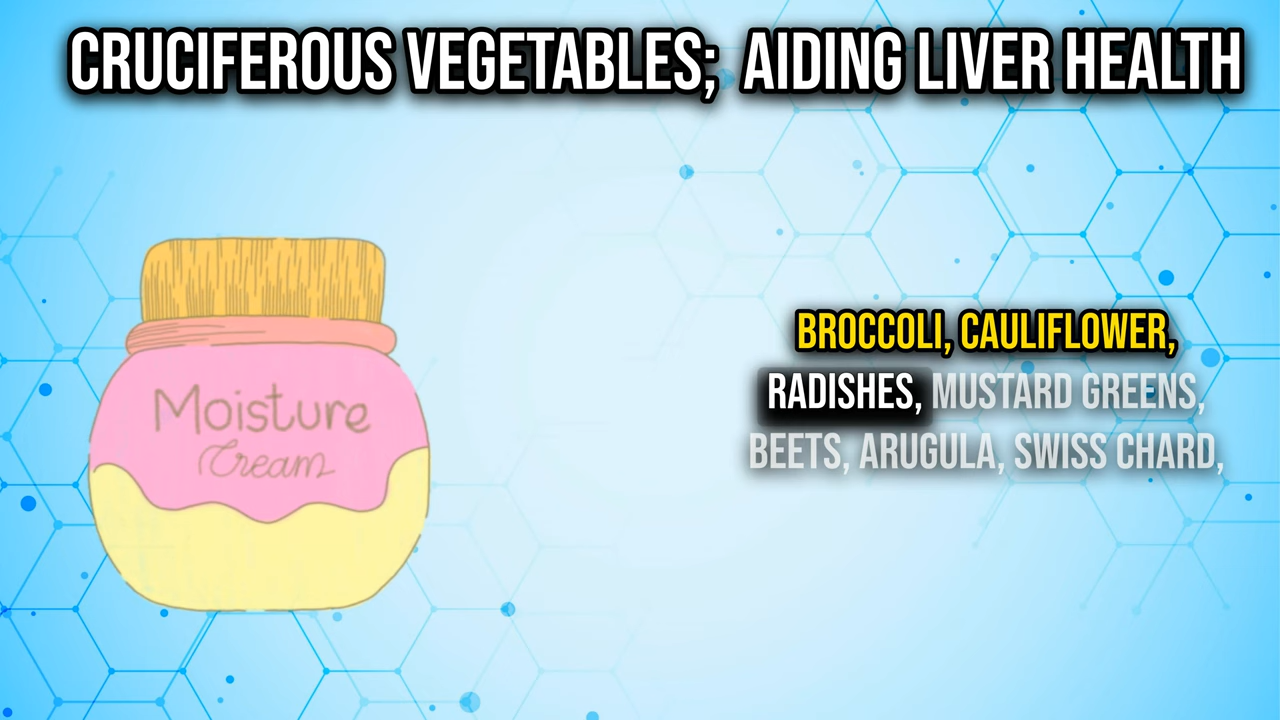 CRUCIFEROUS VEGETABLES; AIDING LIVER HEALTH
Moisture
Cream
BROCCOLI, CAULIFLOWER,
RADISHES, MUSTARD GREENS,
BEETS, ARUGULA, SWISS CHARD,